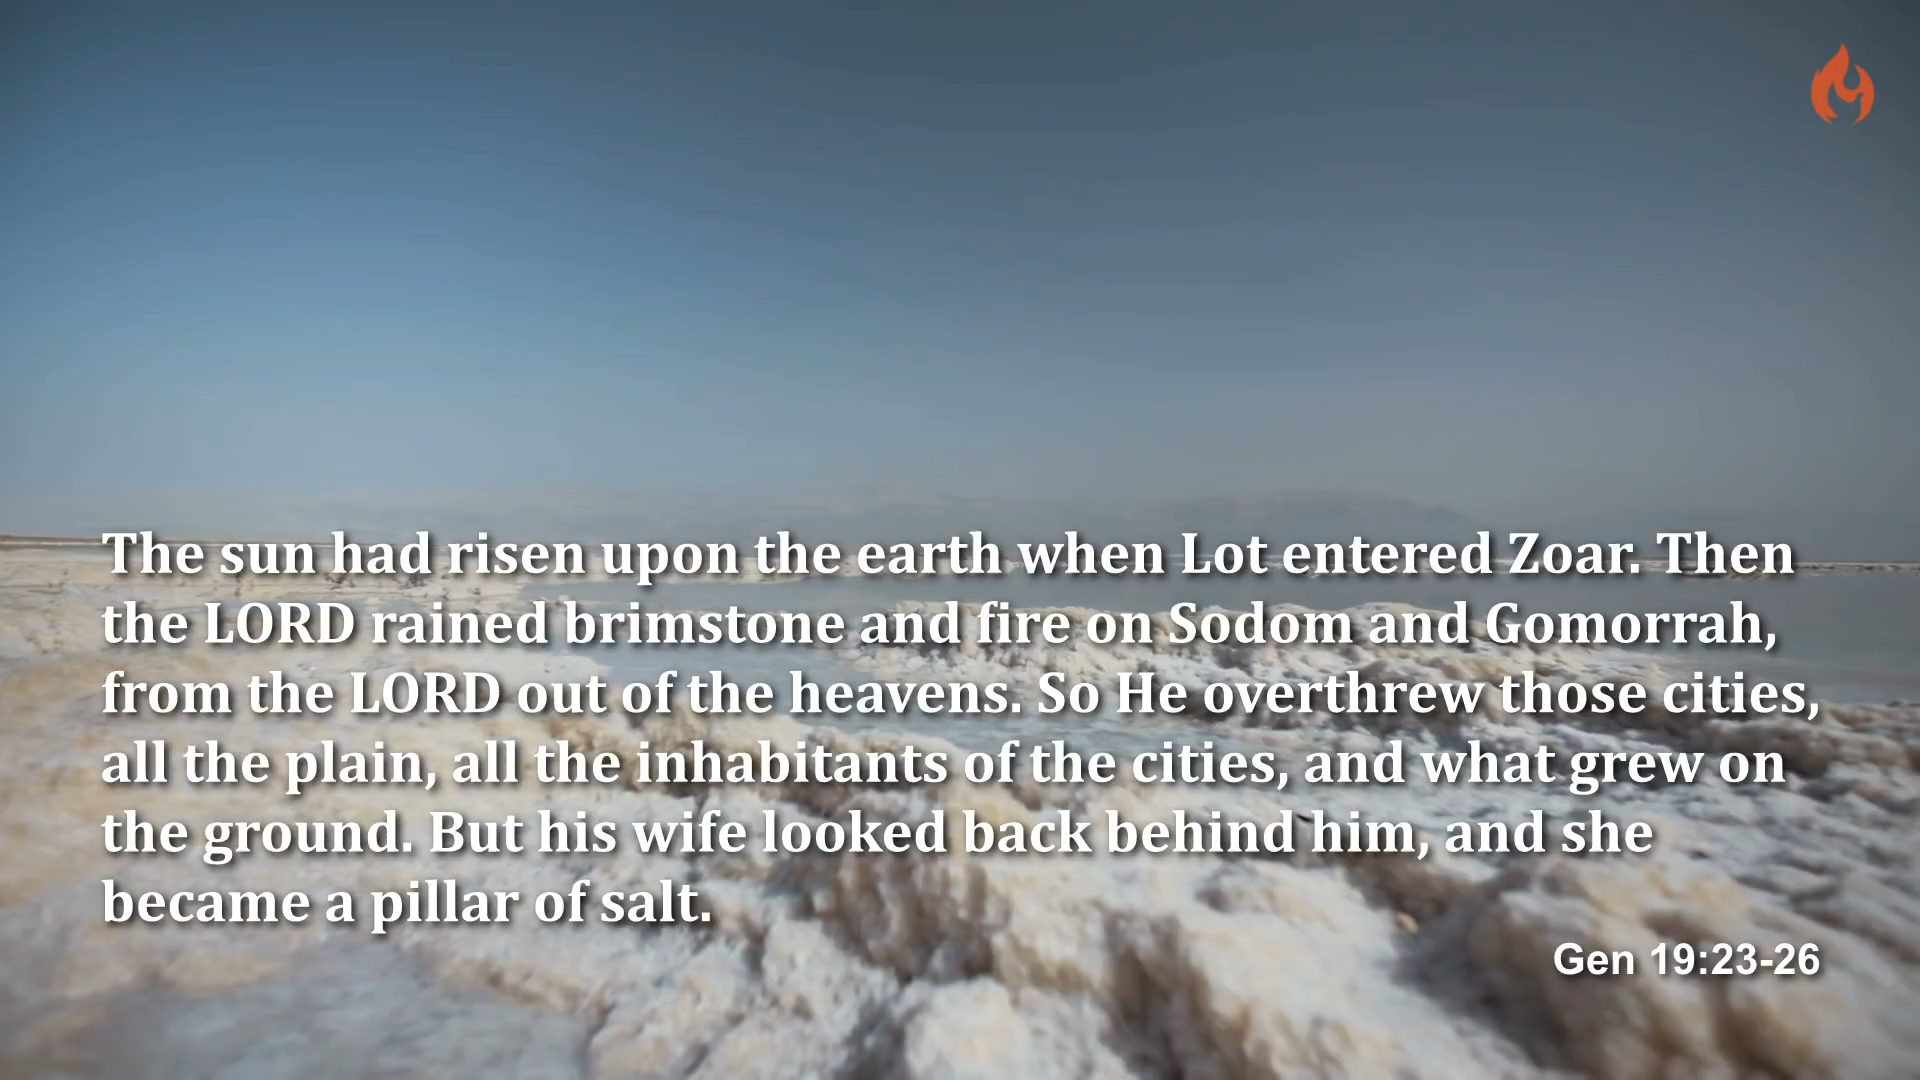 The sun had risen upon the earth when Lot entered Zoar. Then
the LORD rained brimstone and fire on Sodom and Gomorrah,
from the LORD out of the heavens. So He overthrew those cities,
all the plain, all the inhabitants of the cities, and what grew on
the ground. But his wife looked back behind him, and she
became a pillar of salt.
Gen 19:23-26